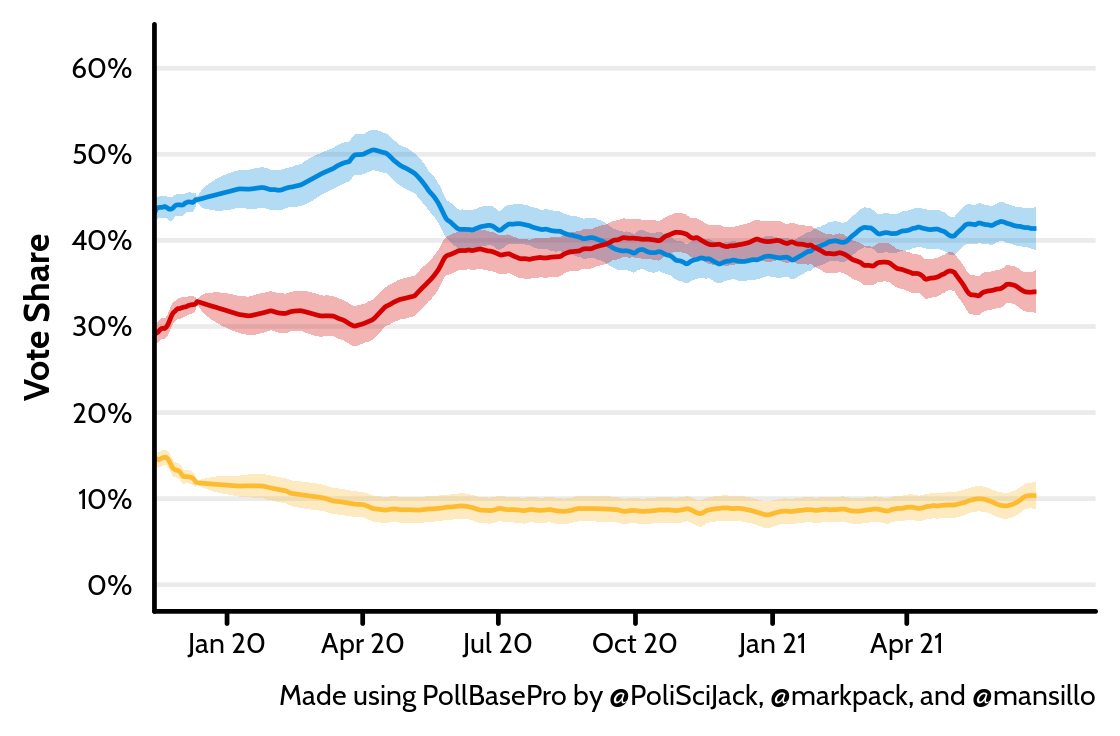 Vote Share
60%
50%
40%
30%
20%
10%
0%
Jan 20 Apr 20 Jul 20 Oct 20 Jan 21 Apr 21
Made using PollBasePro by @PoliSciJack, @markpack, and @mansillo